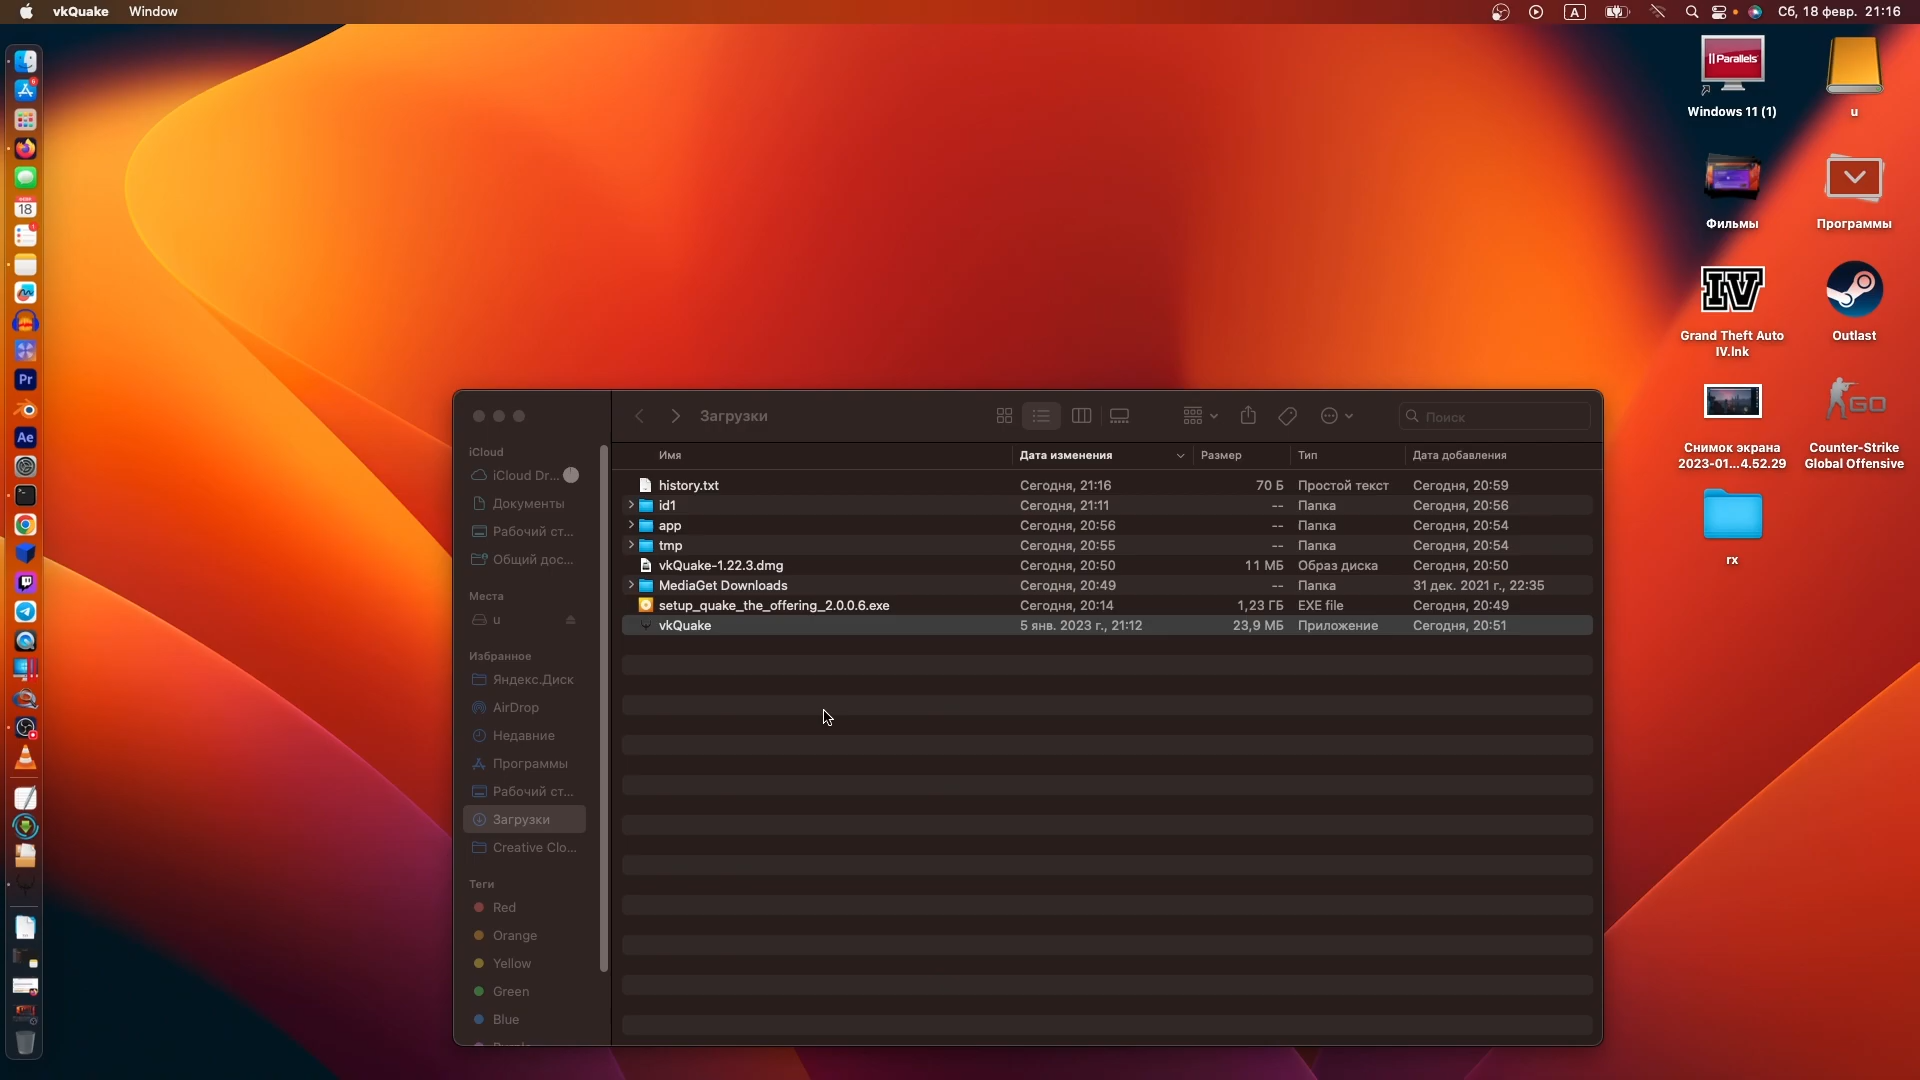 vkQuake Window
A
Сб, 18 февр. 21:16
Parallels
Windows 11 (1)
u
Фильмы
Программы
IV
Grand Theft Auto
IV.lnk
Outlast
GO
Снимок экрана
2023-01...4.52.29
Counter-Strike
Global Offensive
rx
18
Pr
Ae
Загрузки
Поиск
iCloud
iCloud Dr...
Документы
Рабочий ст...
Общий дос...
Места
u
Избранное
Яндекс.Диск
AirDrop
Недавние
Программы
Рабочий ст...
Загрузки
Creative Clo...
Теги
Red
Orange
Yellow
Green
Blue
Имя Дата изменения Размер Тип Дата добавления
history.txt Сегодня, 21:16 70 Б Простой текст Сегодня, 20:59
id1 Сегодня, 21:11 -- Папка Сегодня, 20:56
app Сегодня, 20:56 -- Папка Сегодня, 20:54
tmp Сегодня, 20:55 -- Папка Сегодня, 20:54
vkQuake-1.22.3.dmg Сегодня, 20:50 11 МБ Образ диска Сегодня, 20:50
MediaGet Downloads Сегодня, 20:49 -- Папка 31 дек. 2021 г., 22:35
setup_quake_the_offering_2.0.0.6.exe Сегодня, 20:14 1,23 ГБ EXE file Сегодня, 20:49
vkQuake 5 янв. 2023 г., 21:12 23,9 МБ Приложение Сегодня, 20:51